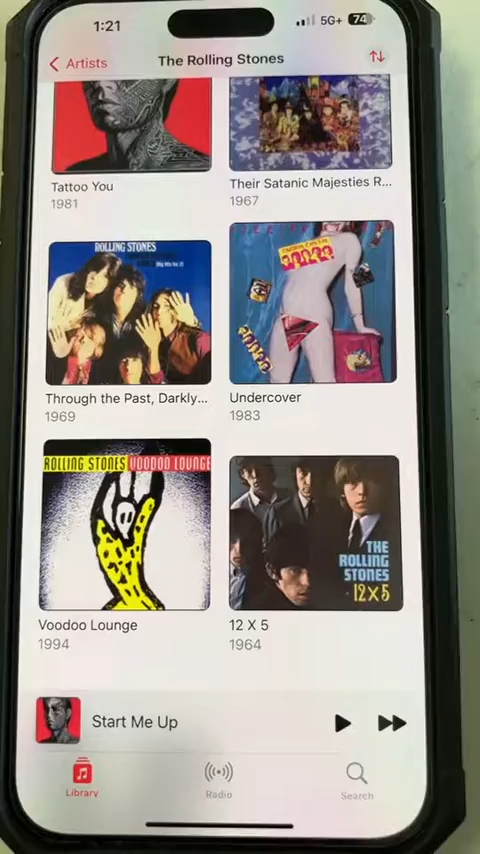 1:21
5G+ 74
Artists
The Rolling Stones
Tattoo You
1981
Their Satanic Majesties R...
1967
ROLLING STONES
Through the Past, Darkly...
1969
Undercover
1983
ROLLING STONES VOODOO LOUNGE
Voodoo Lounge
1994
THE
ROLLING
STONES
12×5
12 X 5
1964
Start Me Up
Library
Radio
Search